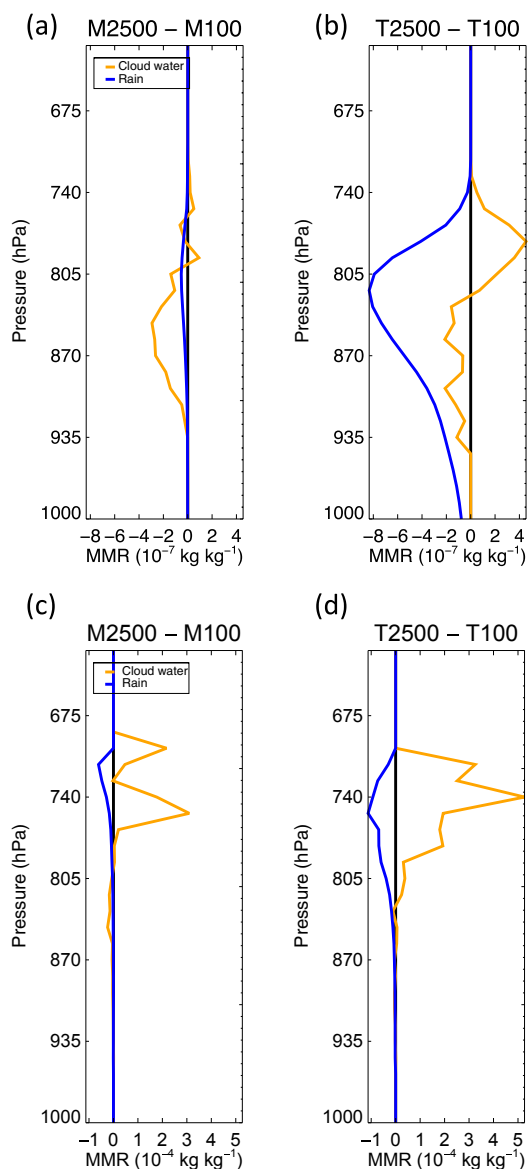 (a) M2500 – M100
Cloud water
Rain
Pressure (hPa)
675
740
805
870
935
1000
−8 −6 −4 −2 0 2 4
MMR (10⁻⁷ kg kg⁻¹)
(b) T2500 – T100
Pressure (hPa)
675
740
805
870
935
1000
−8 −6 −4 −2 0 2 4
MMR (10⁻⁷ kg kg⁻¹)
(c) M2500 – M100
Cloud water
Rain
Pressure (hPa)
675
740
805
870
935
1000
−1 0 1 2 3 4 5
MMR (10⁻⁴ kg kg⁻¹)
(d) T2500 – T100
Pressure (hPa)
675
740
805
870
935
1000
−1 0 1 2 3 4 5
MMR (10⁻⁴ kg kg⁻¹)